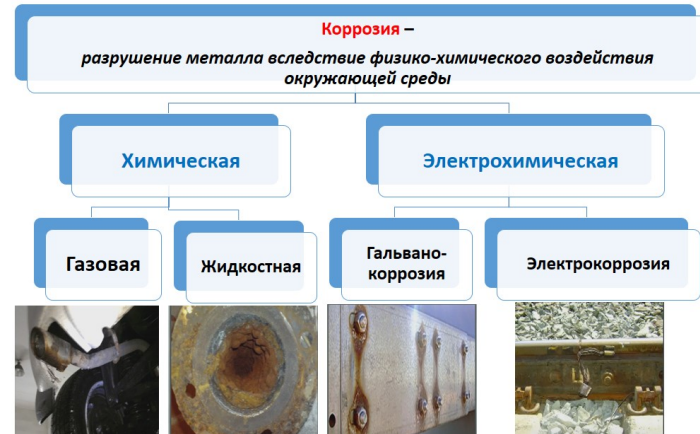 Коррозия –
разрушение металла вследствие физико-химического воздействия
окружающей среды
Химическая
Электрохимическая
Газовая
Жидкостная
Гальвано-
коррозия
Электрокоррозия